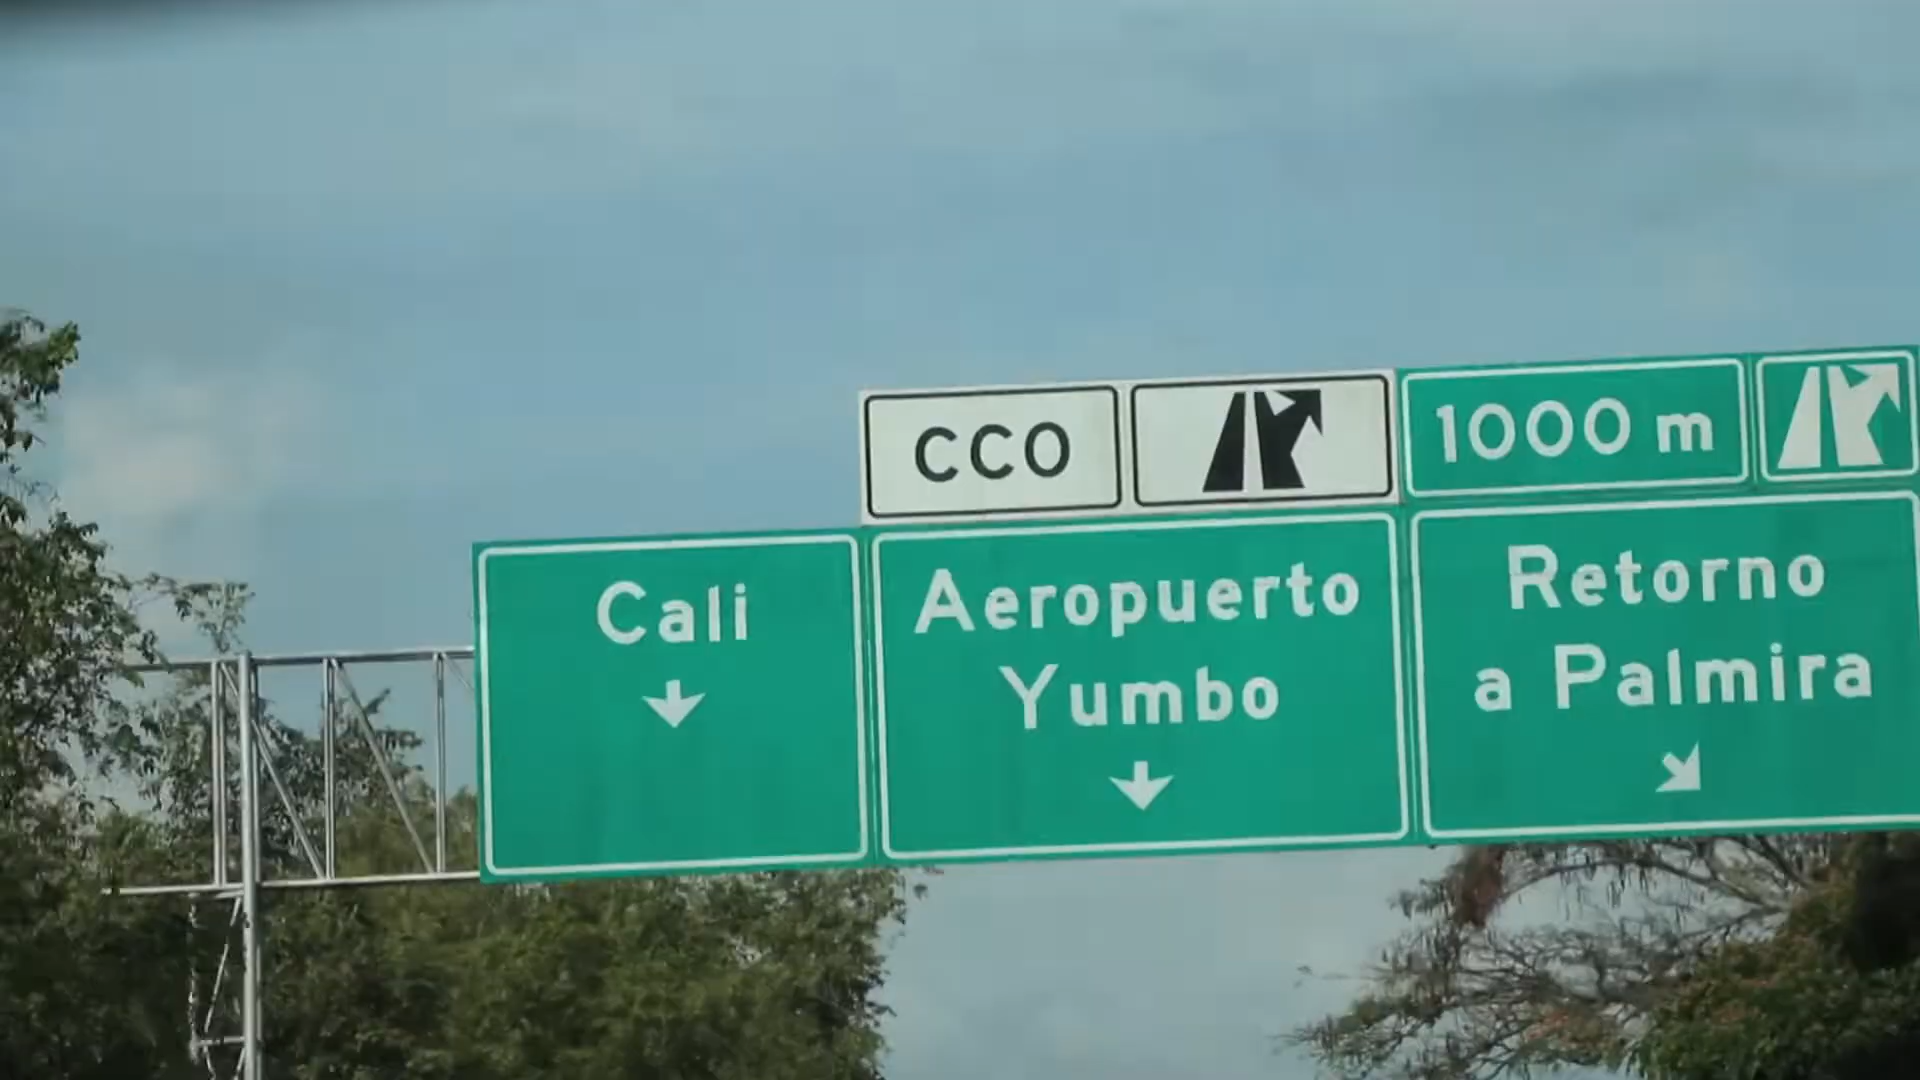 CCO
1000 m
Cali
Aeropuerto
Yumbo
Retorno
a Palmira